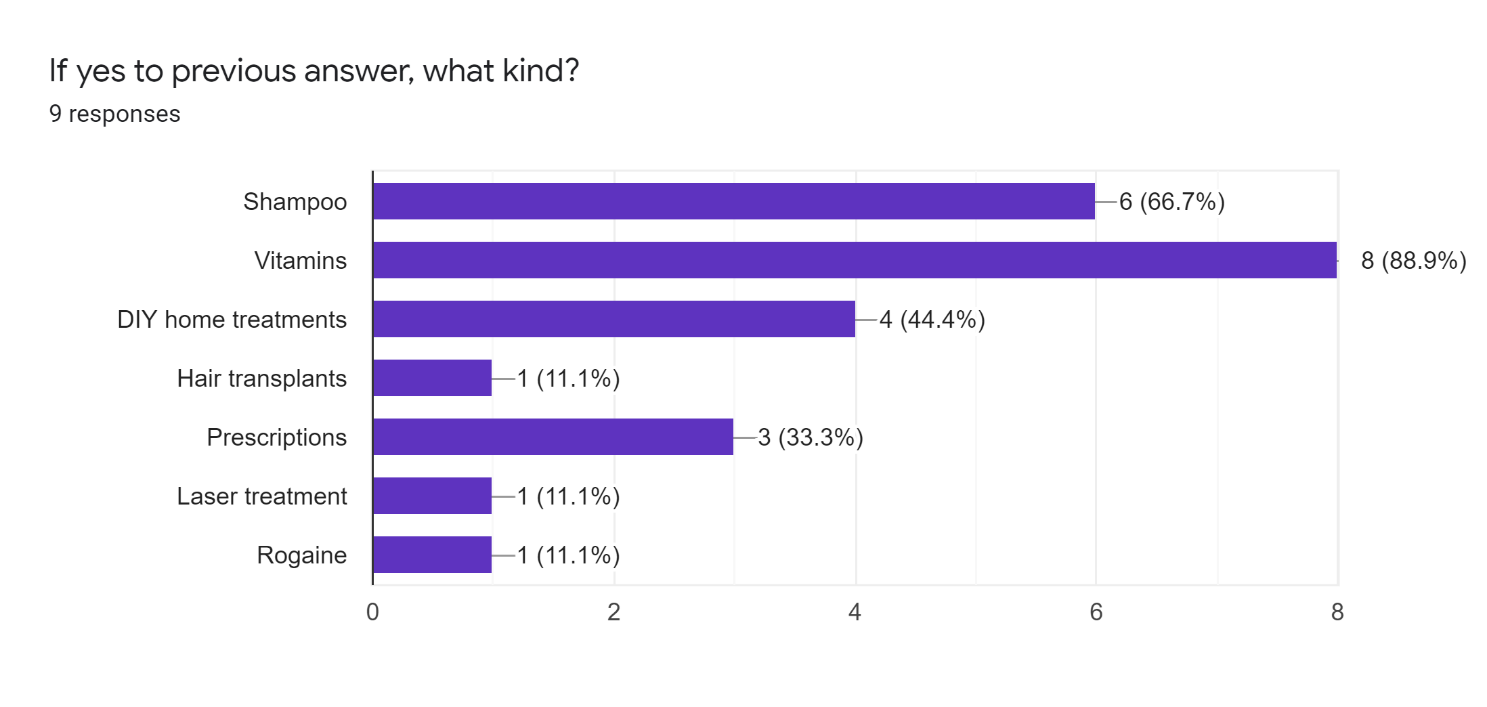 If yes to previous answer, what kind?
9 responses
Shampoo 6 (66.7%)
Vitamins 8 (88.9%)
DIY home treatments 4 (44.4%)
Hair transplants 1 (11.1%)
Prescriptions 3 (33.3%)
Laser treatment 1 (11.1%)
Rogaine 1 (11.1%)
0 2 4 6 8